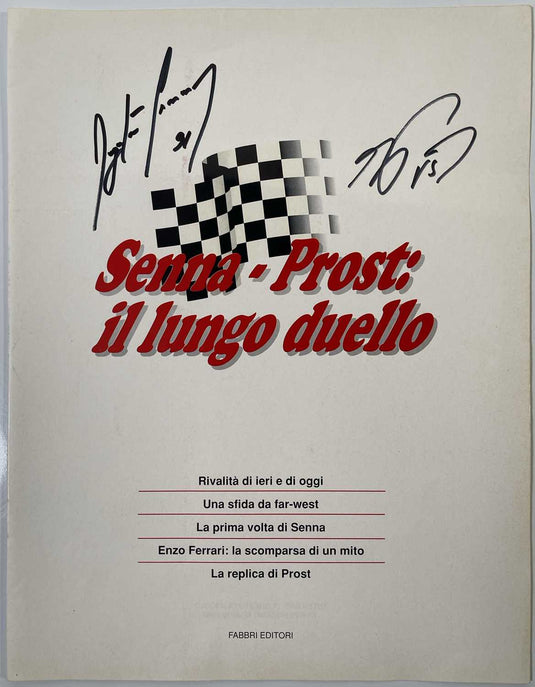 Senna - Prost:
il lungo duello
Rivalità di ieri e di oggi
Una sfida da far-west
La prima volta di Senna
Enzo Ferrari: la scomparsa di un mito
La replica di Prost
FABBRI EDITORI